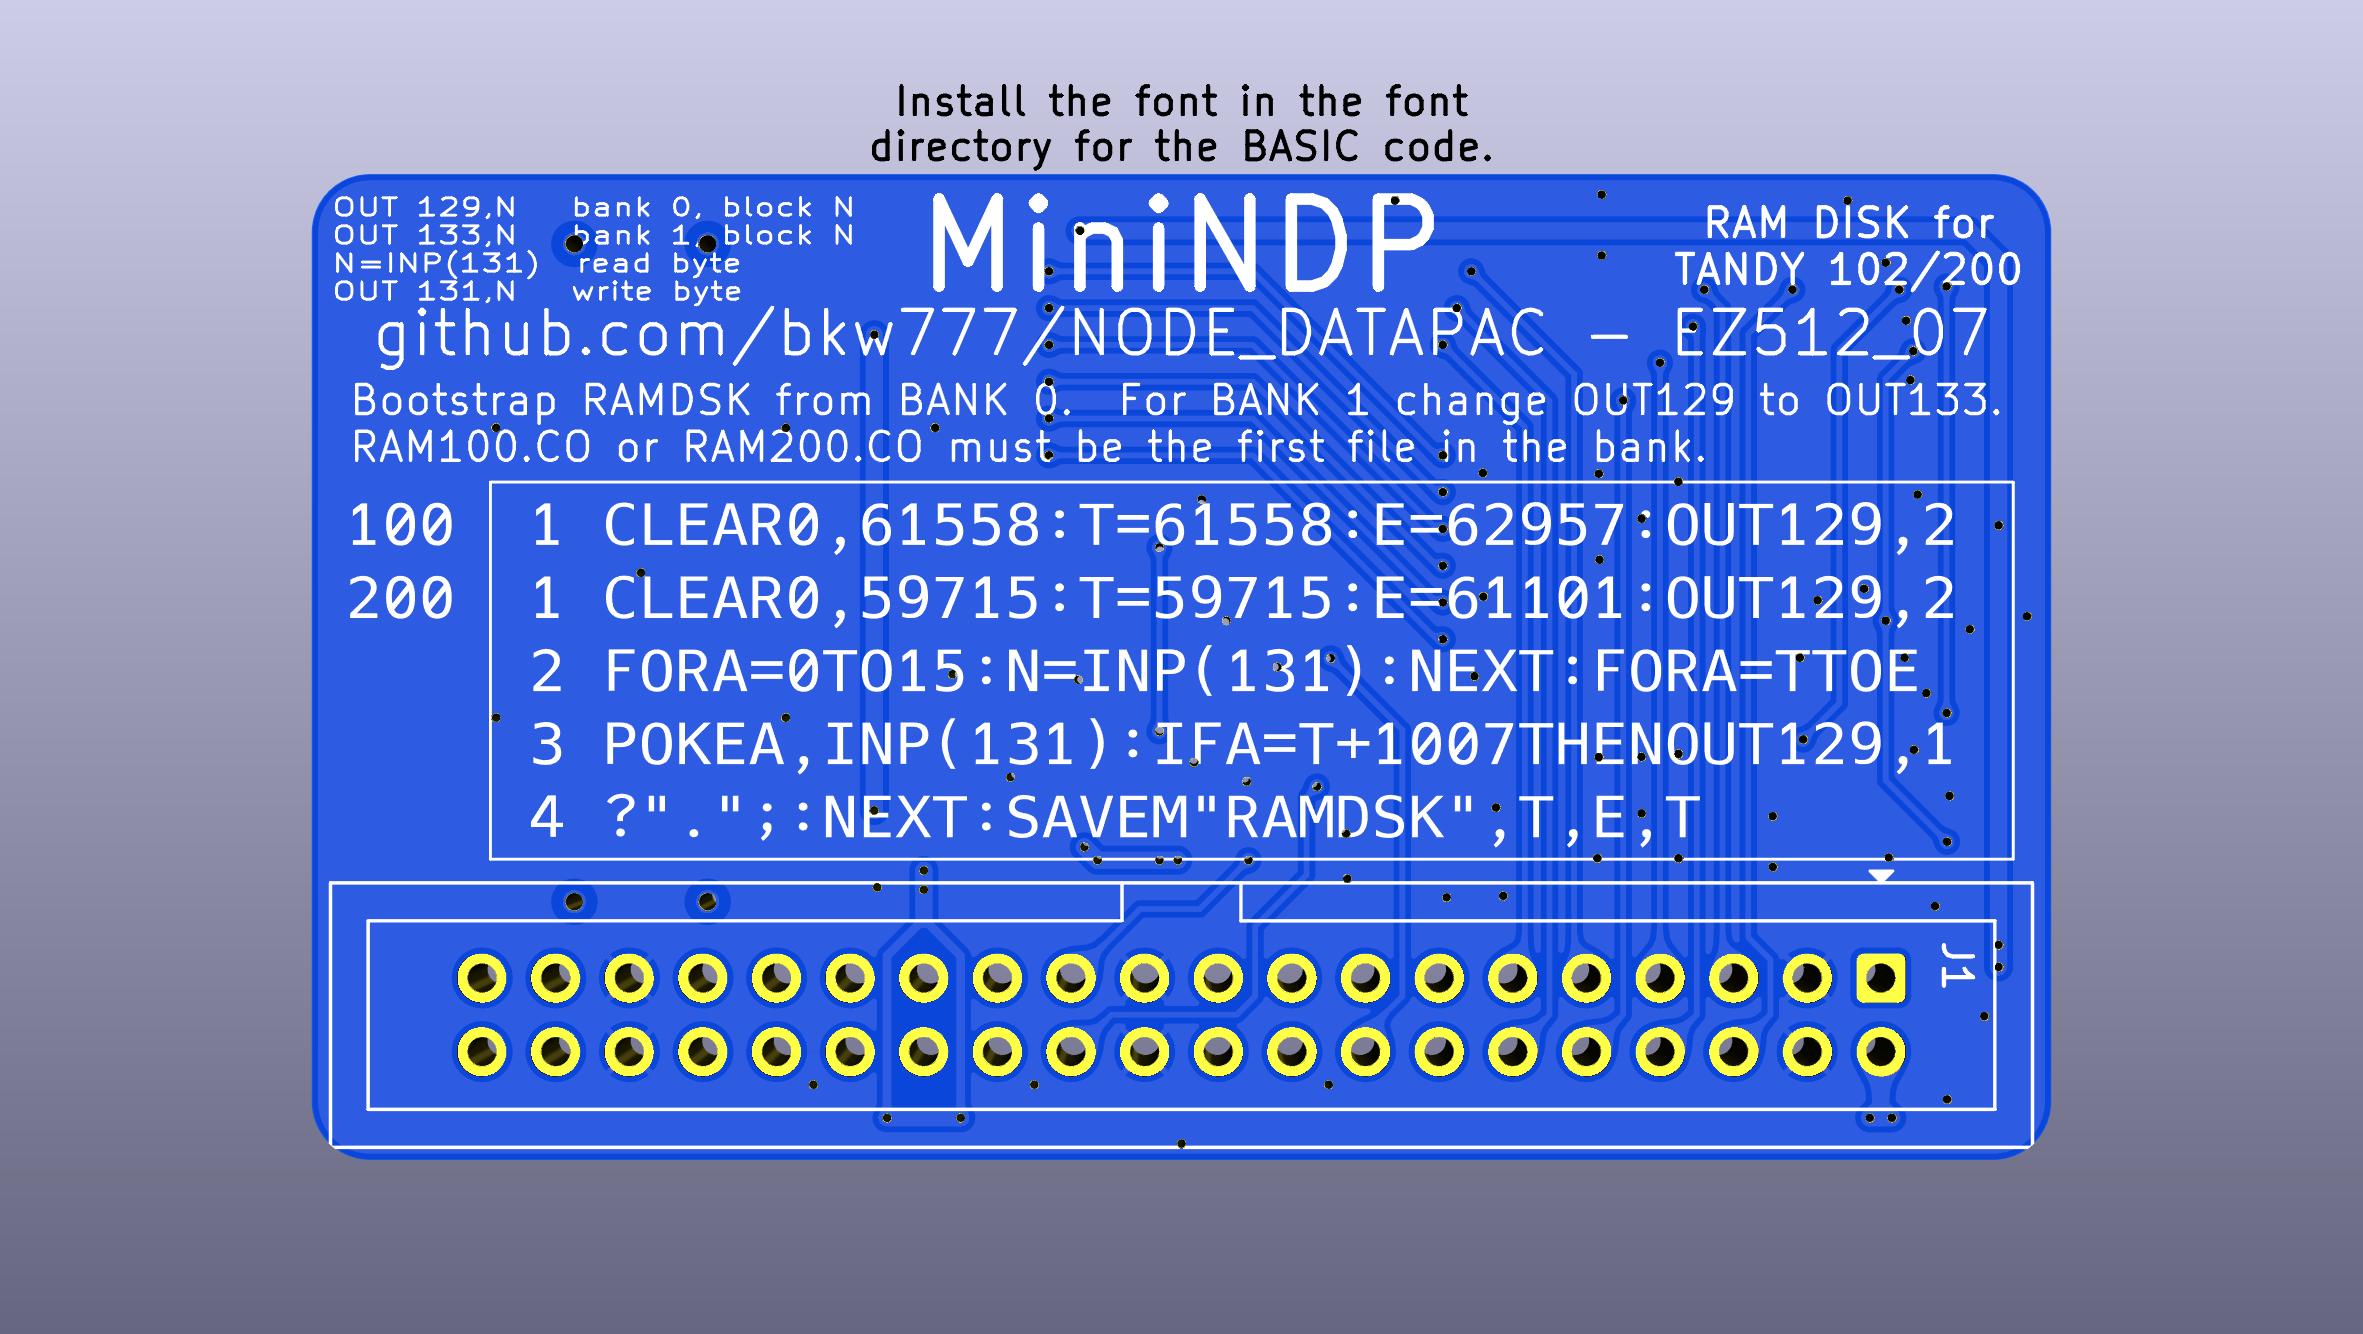 Install the font in the font
directory for the BASIC code.
OUT 129,N bank 0, block N
OUT 133,N bank 1, block N
N=INP(131) read byte
OUT 131,N write byte
MiniNDP
RAM DISK for
TANDY 102/200
github.com/bkw777/NODE_DATAPAC - EZ512_07
Bootstrap RAMDSK from BANK 0. For BANK 1 change OUT129 to OUT133.
RAM100.CO or RAM200.CO must be the first file in the bank.
100 1 CLEAR0,61558:T=61558:E=62957:OUT129,2
200 1 CLEAR0,59715:T=59715:E=61101:OUT129,2
2 FORA=0TO15:N=INP(131):NEXT:FORA=TTOE
3 POKEA,INP(131):IFA=T+1007THENOUT129,1
4 ?".";:NEXT:SAVEM"RAMDSK",T,E,T
J1